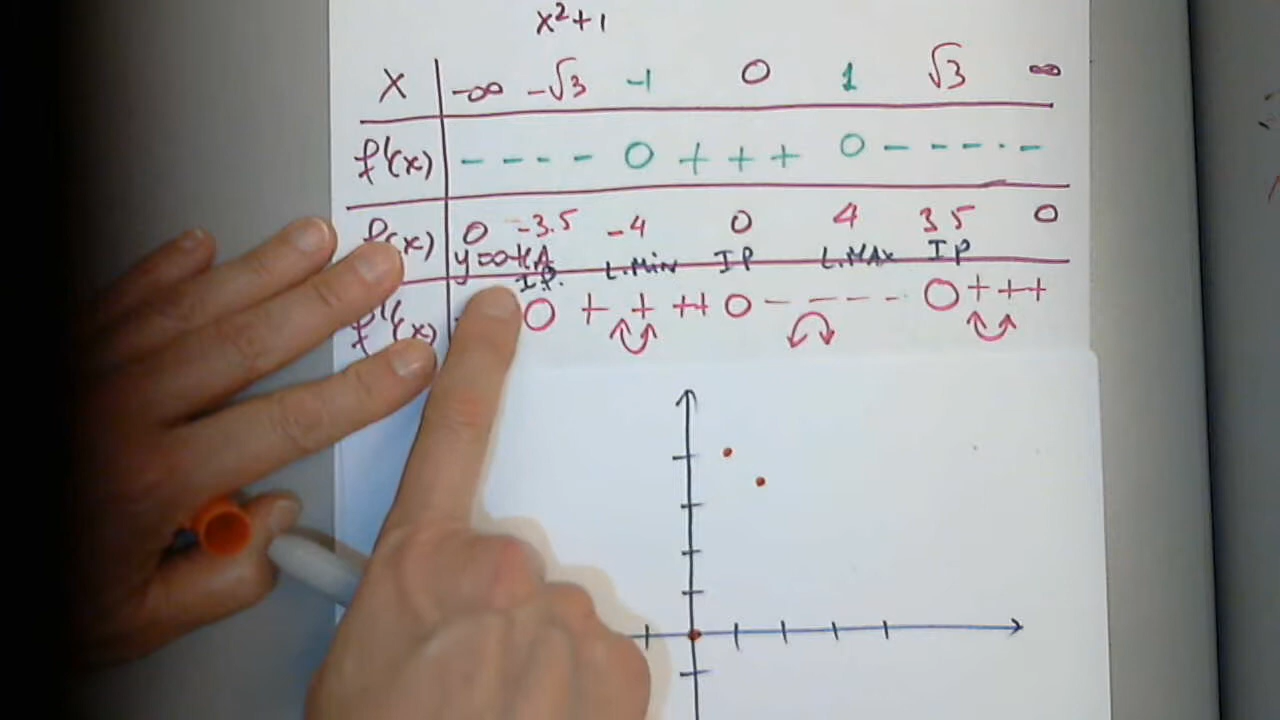 x²+1
x -∞ -√3 -1 0 1 √3 ∞
f'(x) - - - - 0 + + + 0 - - - - -
f(x) 0 -3.5 -4 0 4 3.5 0
y=0 HA I.P. L.Min IP L.MAX IP
f''(x) 0 + + ++ 0 - - - - 0 + + +